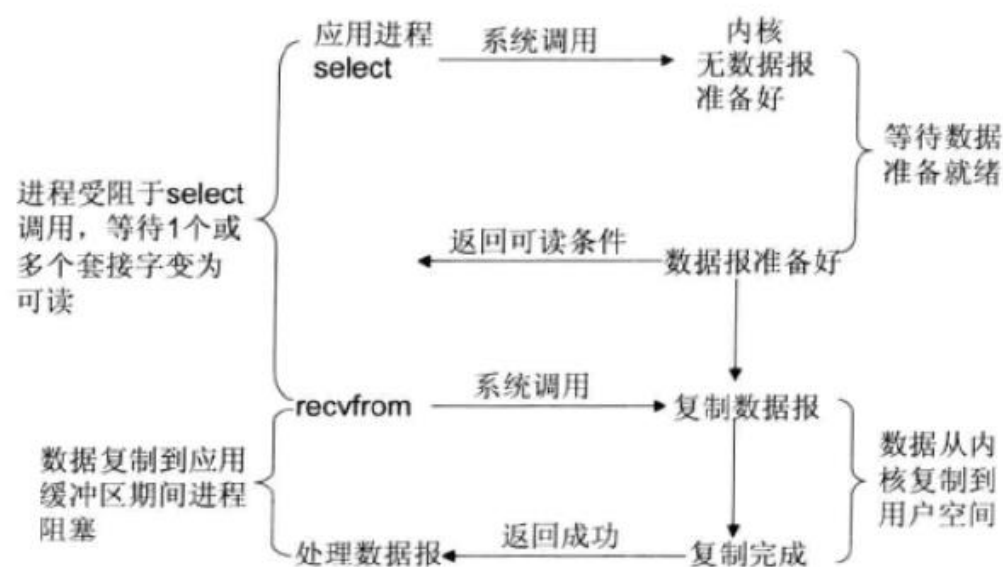 应用进程
select
系统调用
内核
无数据报
准备好
等待数据
准备就绪
进程受阻于select
调用，等待1个或
多个套接字变为
可读
返回可读条件
数据报准备好
recvfrom
系统调用
复制数据报
数据复制到应用
缓冲区期间进程
阻塞
数据从内
核复制到
用户空间
处理数据报
返回成功
复制完成